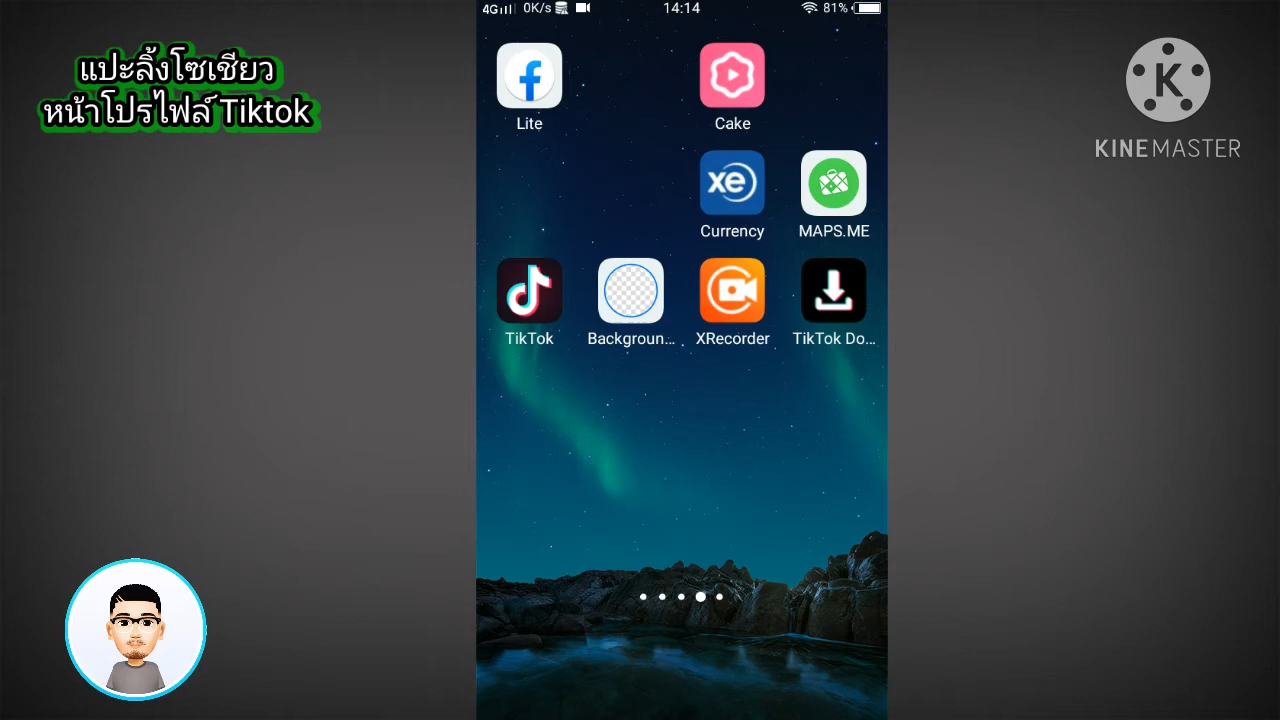 แปะลิ้งโซเชียว
หน้าโปรไฟล์ Tiktok
4G 0K/s 14:14 81%
K
KINEMASTER
Lite Cake
xe
Currency MAPS.ME
TikTok Backgroun... XRecorder TikTok Do...